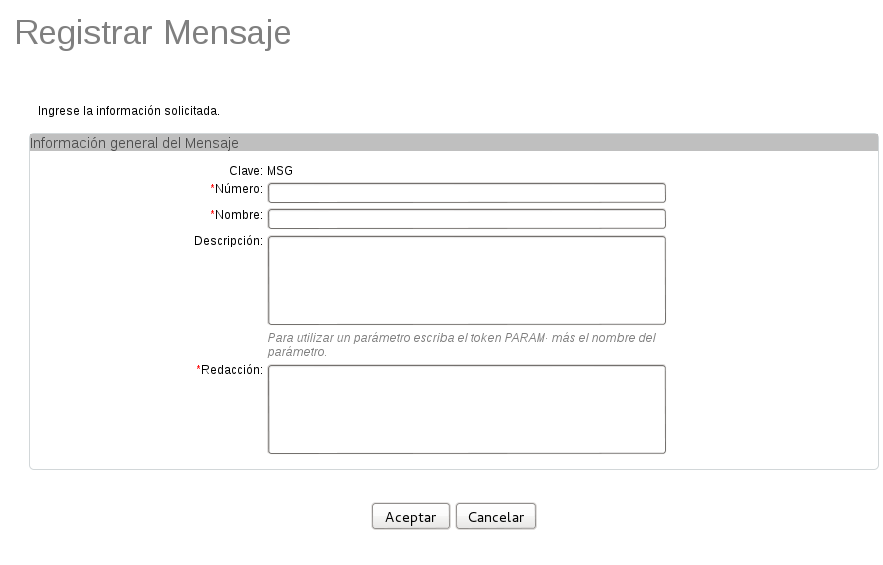 Registrar Mensaje
Ingrese la información solicitada.
Información general del Mensaje
Clave: MSG
*Número:
*Nombre:
Descripción:
Para utilizar un parámetro escriba el token PARAM· más el nombre del
parámetro.
*Redacción:
Aceptar Cancelar